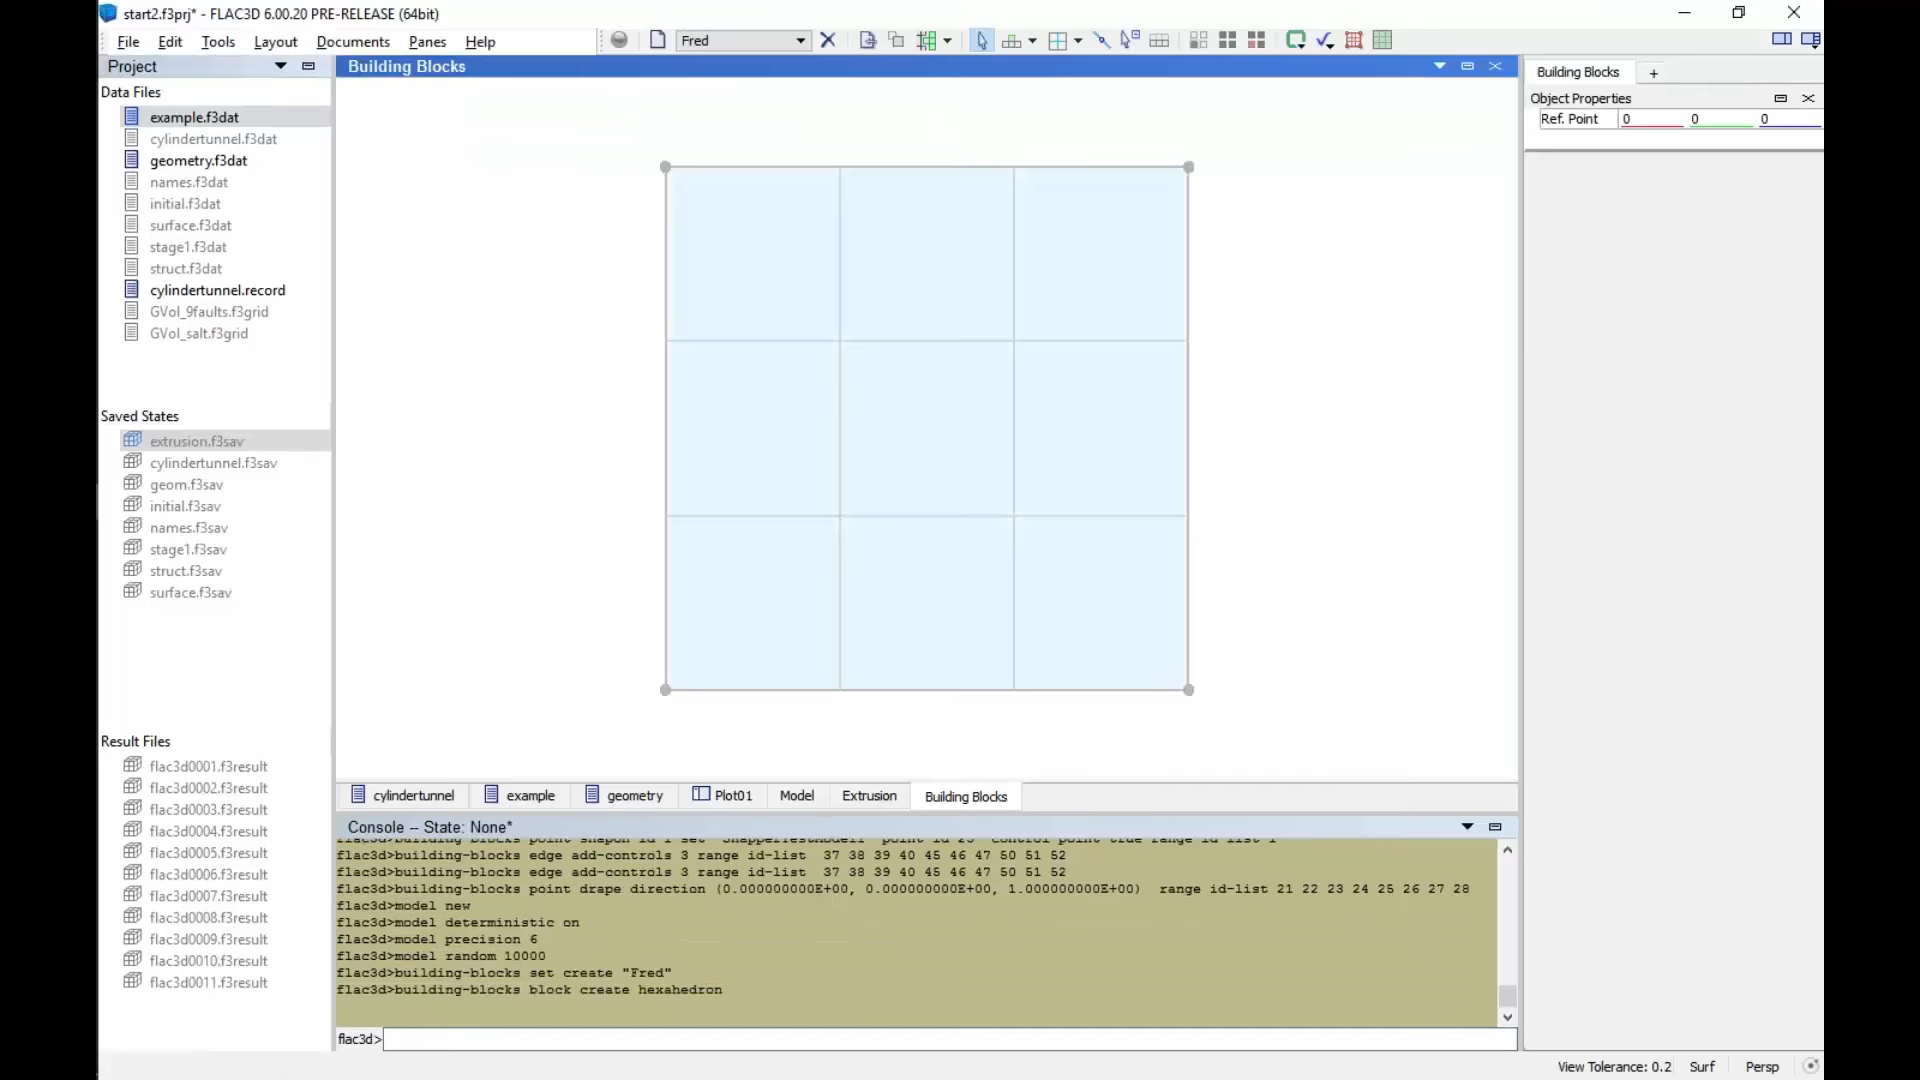 start2.f3prj* - FLAC3D 6.00.20 PRE-RELEASE (64bit)
File Edit Tools Layout Documents Panes Help
Fred
Project
Building Blocks
Building Blocks +
Data Files
Object Properties
Ref. Point 0 0 0
example.f3dat
cylindertunnel.f3dat
geometry.f3dat
names.f3dat
initial.f3dat
surface.f3dat
stage1.f3dat
struct.f3dat
cylindertunnel.record
GVol_9faults.f3grid
GVol_salt.f3grid
Saved States
extrusion.f3sav
cylindertunnel.f3sav
geom.f3sav
initial.f3sav
names.f3sav
stage1.f3sav
struct.f3sav
surface.f3sav
Result Files
flac3d0001.f3result
flac3d0002.f3result
flac3d0003.f3result
flac3d0004.f3result
flac3d0005.f3result
flac3d0006.f3result
flac3d0007.f3result
flac3d0008.f3result
flac3d0009.f3result
flac3d0010.f3result
flac3d0011.f3result
cylindertunnel example geometry Plot01 Model Extrusion Building Blocks
Console -- State: None*
flac3d>building-blocks edge add-controls 3 range id-list  37 38 39 40 45 46 47 50 51 52
flac3d>building-blocks edge add-controls 3 range id-list  37 38 39 40 45 46 47 50 51 52
flac3d>building-blocks point drape direction (0.000000000E+00, 0.000000000E+00, 1.000000000E+00)  range id-list 21 22 23 24 25 26 27 28
flac3d>model new
flac3d>model deterministic on
flac3d>model precision 6
flac3d>model random 10000
flac3d>building-blocks set create "Fred"
flac3d>building-blocks block create hexahedron
flac3d>
View Tolerance: 0.2 Surf Persp